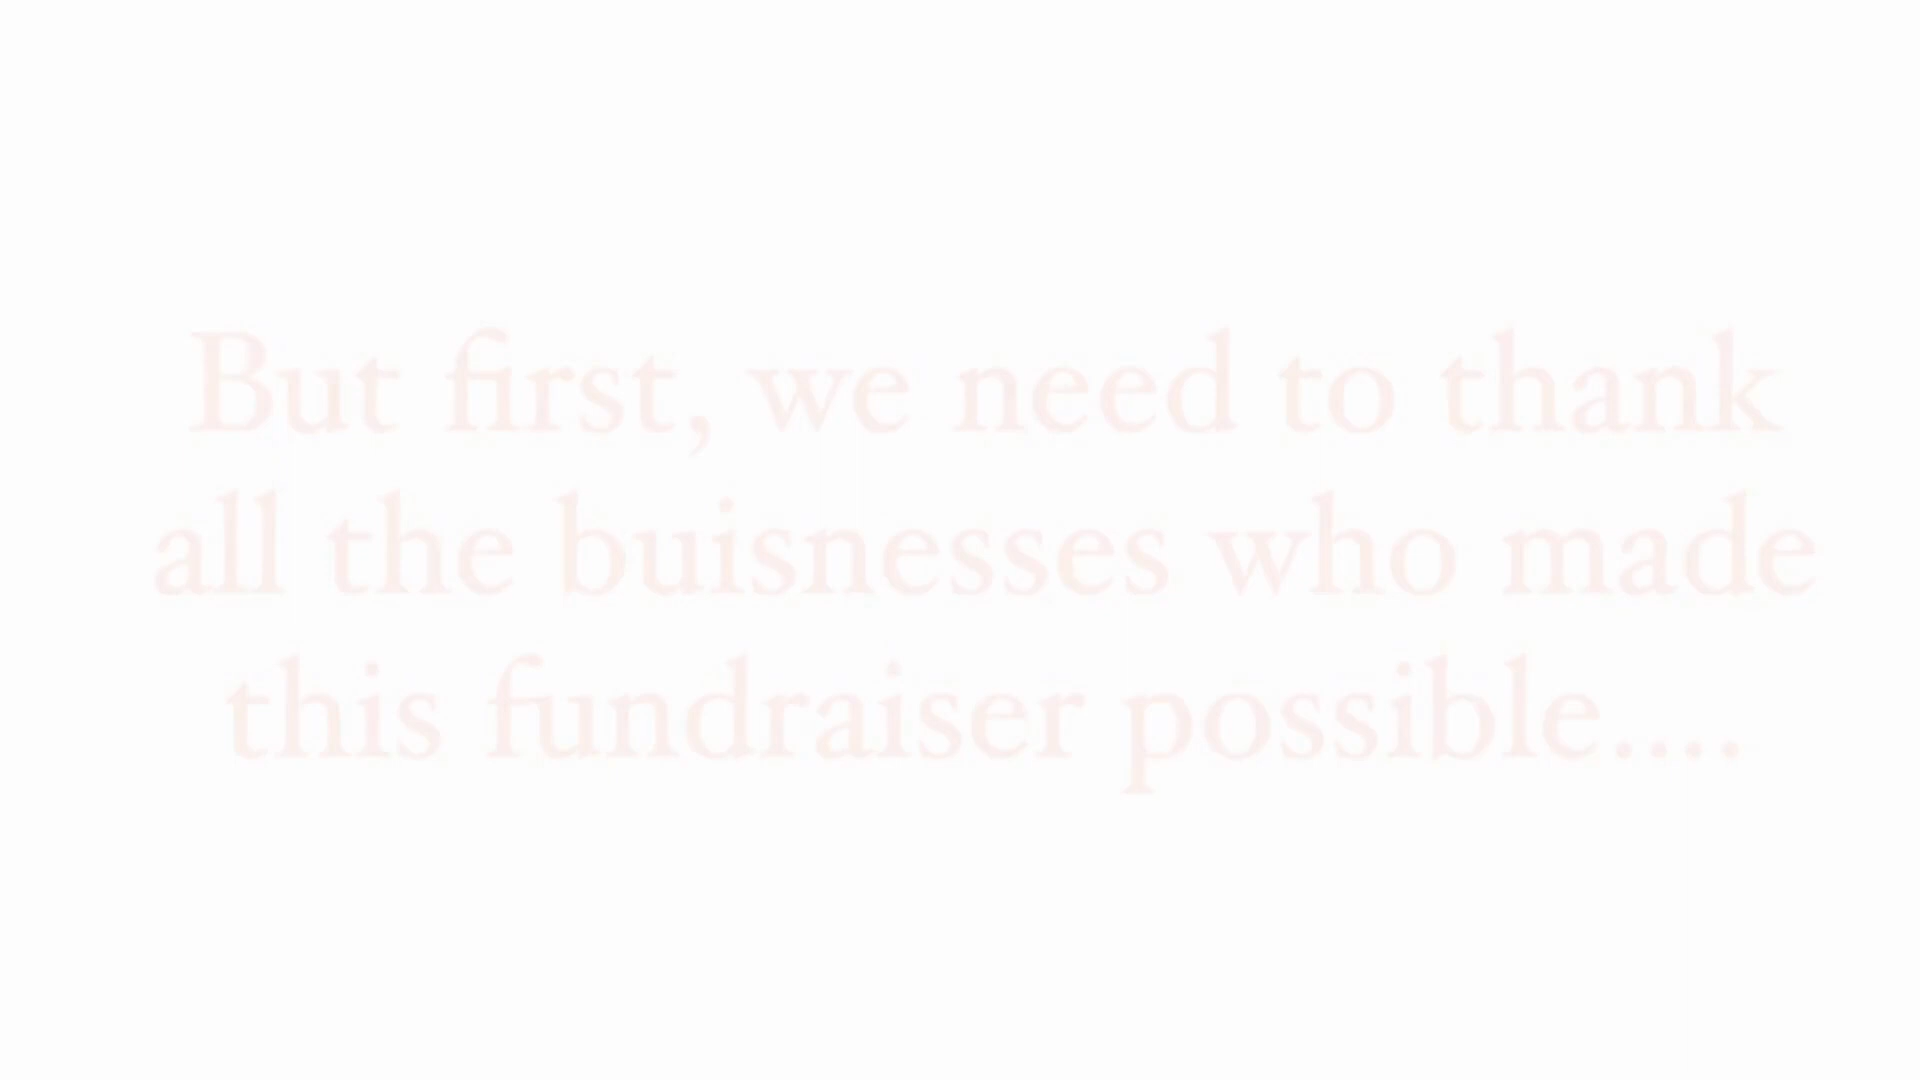 But first, we need to thank
all the buisnesses who made
this fundraiser possible....